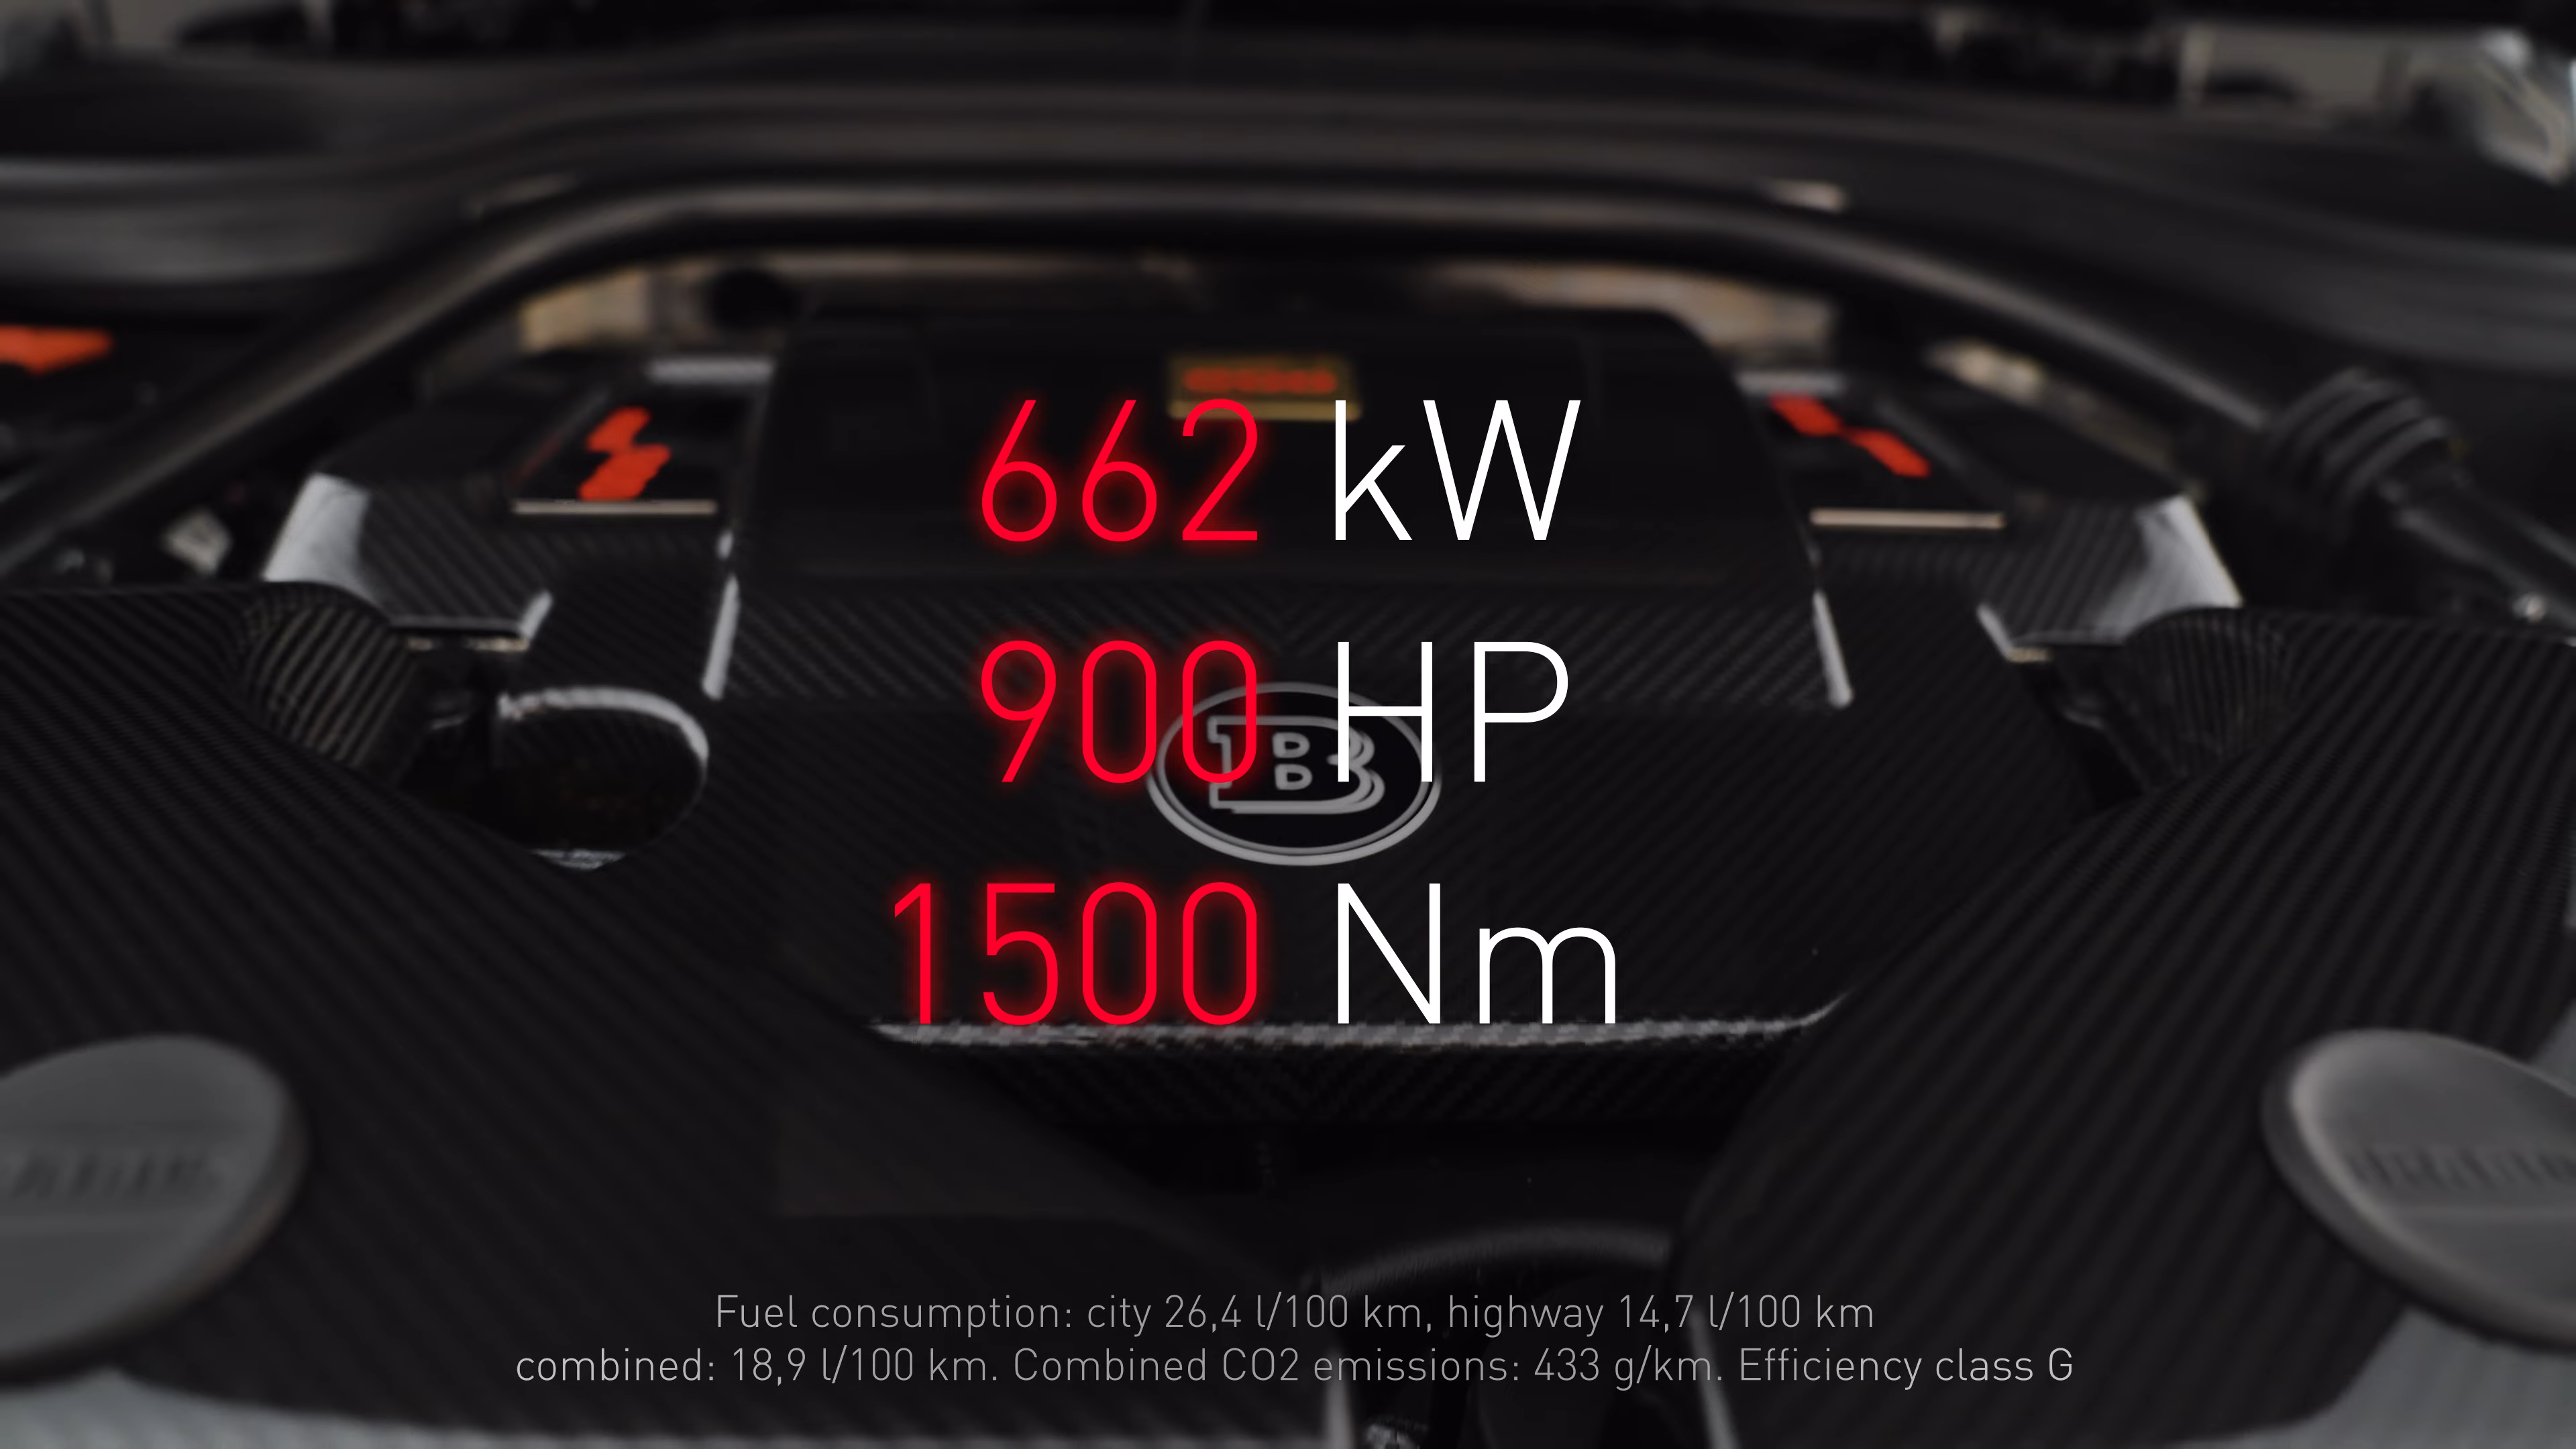 662 kW
900 HP
B
1500 Nm
Fuel consumption: city 26,4 l/100 km, highway 14,7 l/100 km
combined: 18,9 l/100 km. Combined CO2 emissions: 433 g/km. Efficiency class G